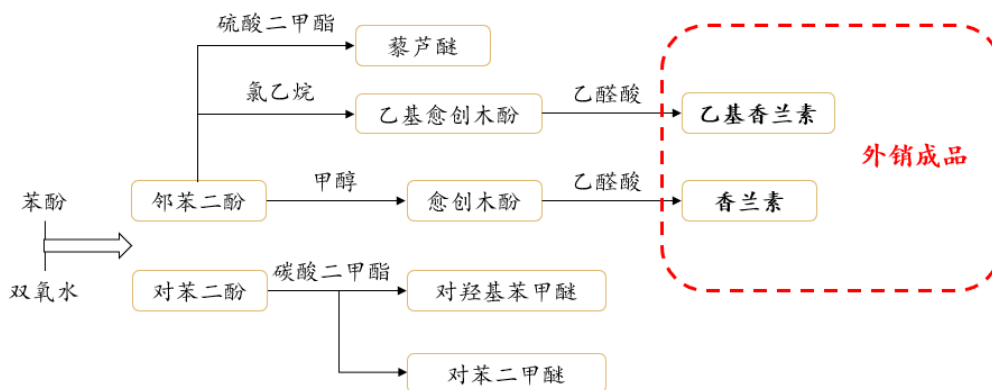 硫酸二甲酯
藜芦醚
氯乙烷
乙基愈创木酚
乙醛酸
乙基香兰素
外销成品
苯酚
邻苯二酚
甲醇
愈创木酚
乙醛酸
香兰素
双氧水
对苯二酚
碳酸二甲酯
对羟基苯甲醚
对苯二甲醚